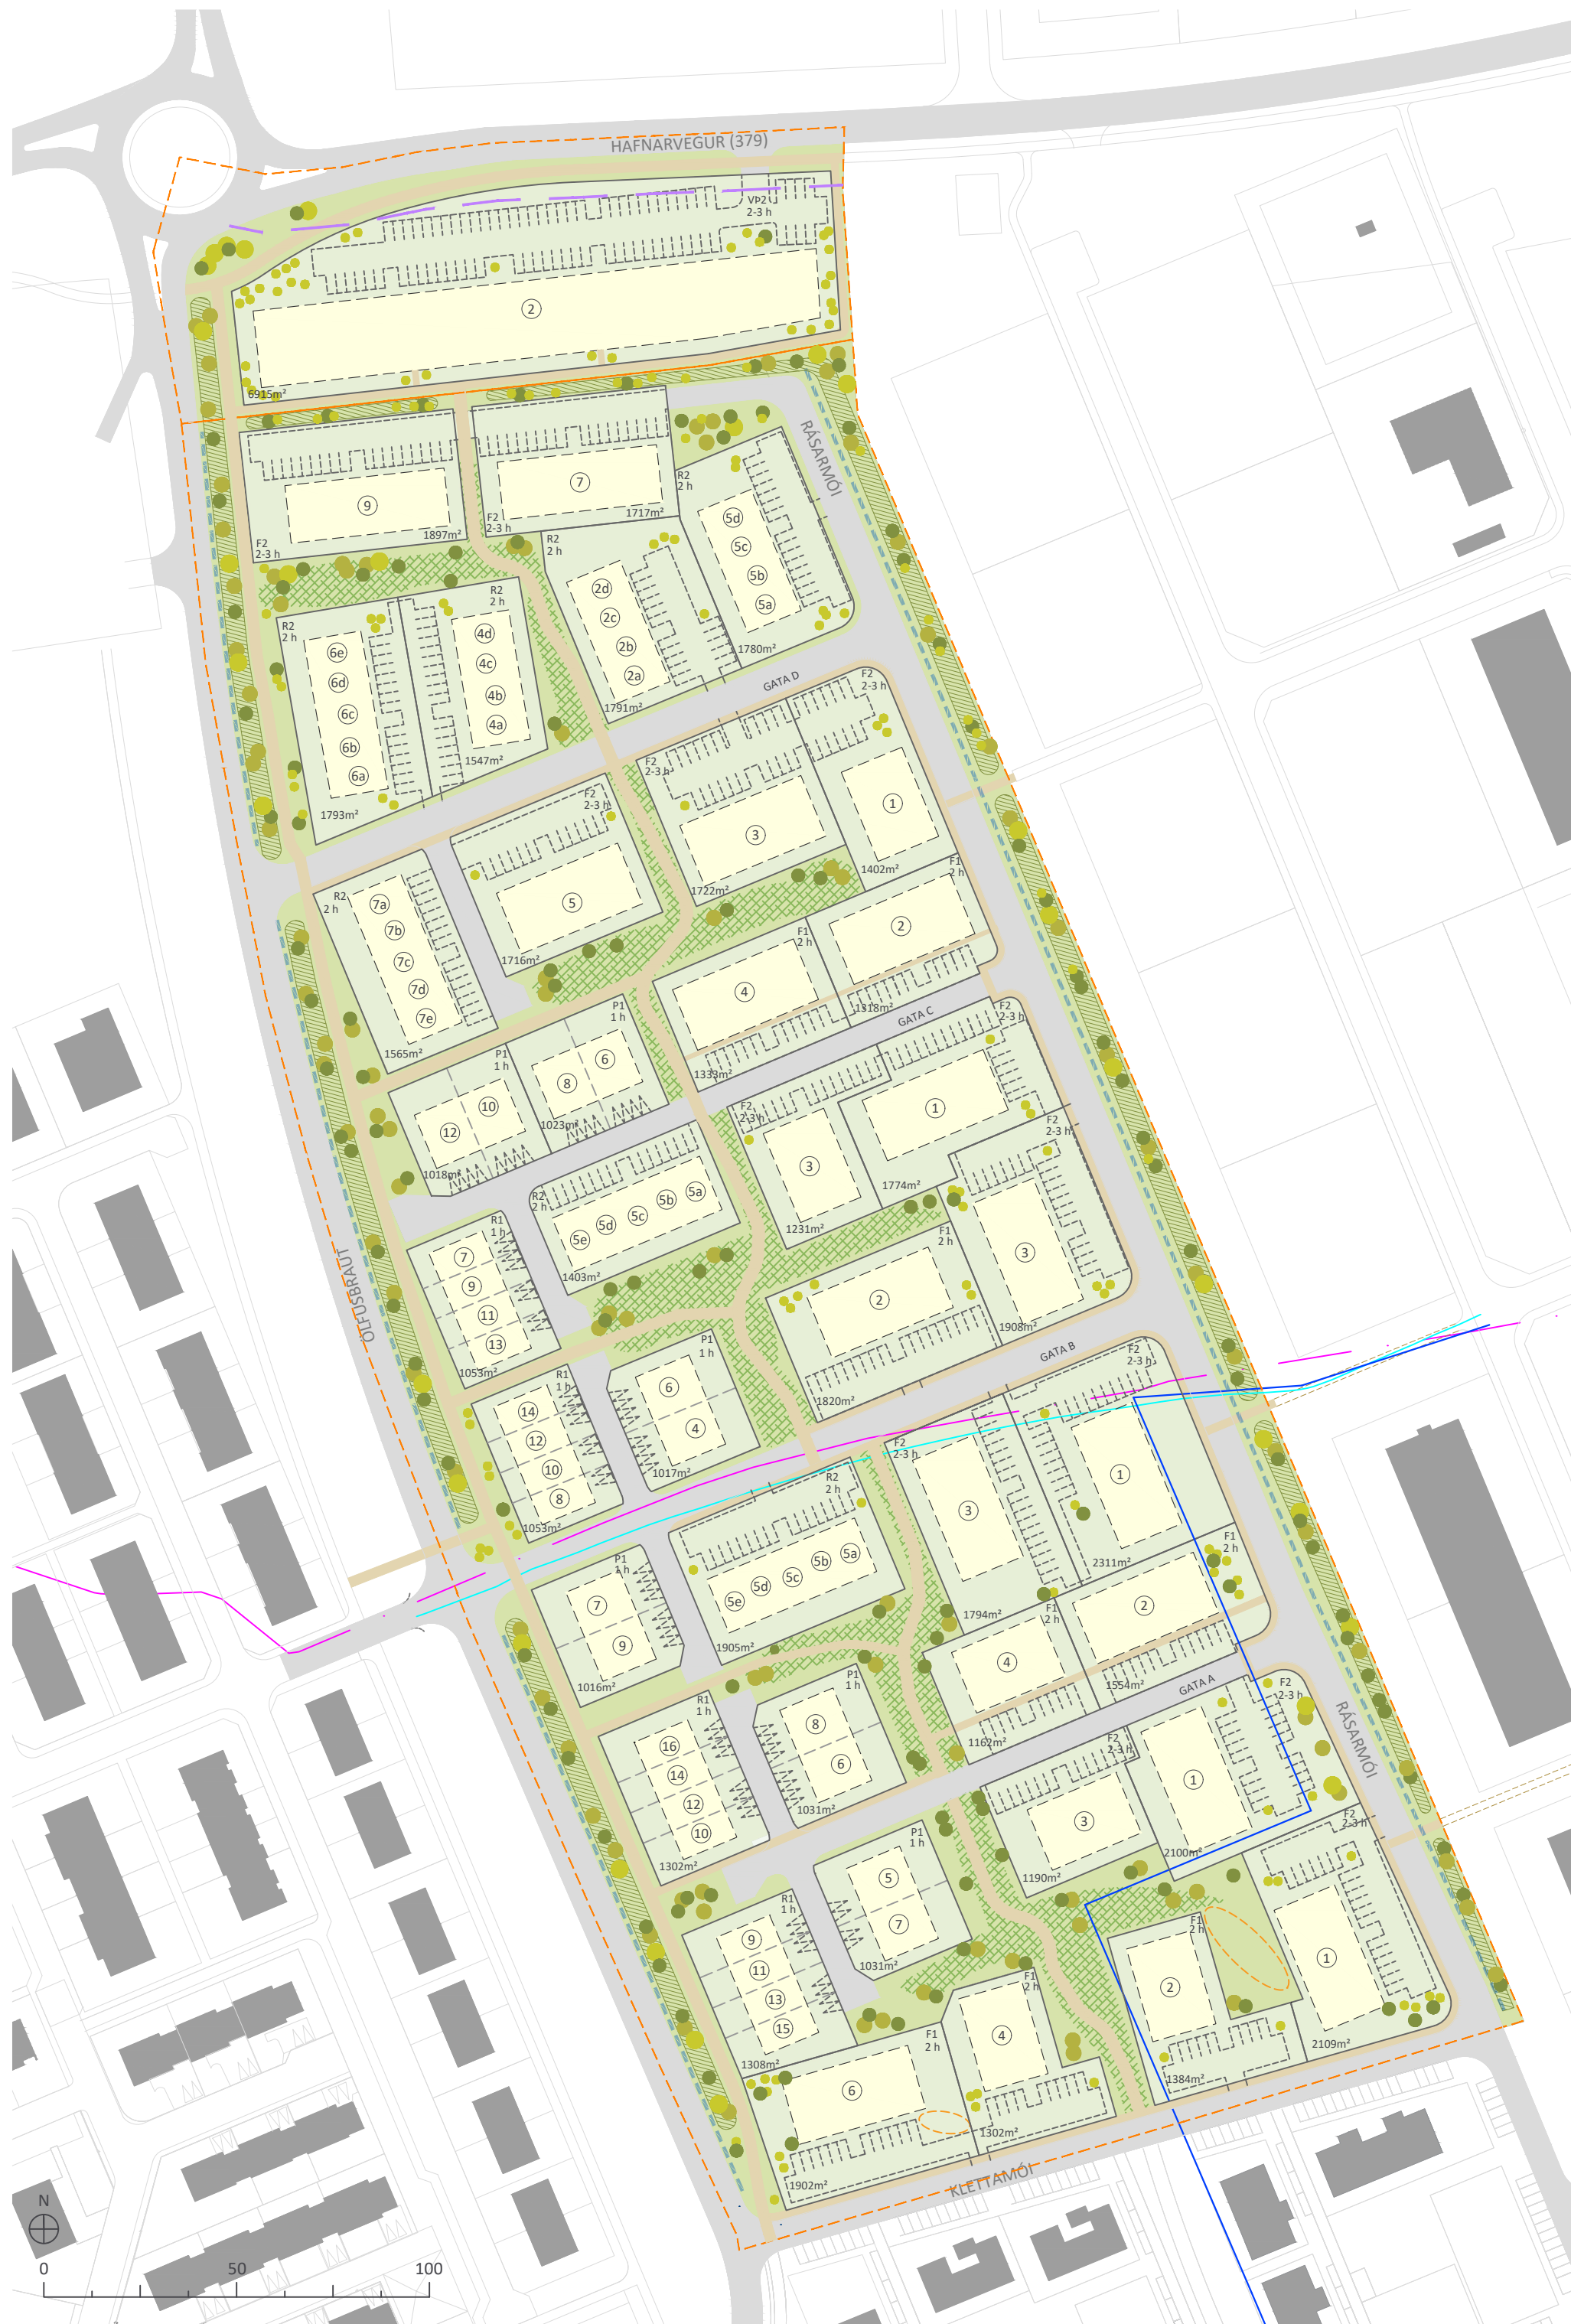 HAFNARVEGUR (379)
VP2
2-3 h
2
6915m²
RÁSARMÓI
9
F2
2-3 h
1897m²
7
F2
2-3 h
1717m²
R2
2 h
5d
5c
5b
5a
1780m²
R2
2 h
2d
2c
2b
2a
1791m²
R2
2 h
6e
6d
6c
6b
6a
1793m²
R2
2 h
4d
4c
4b
4a
1547m²
GATA D
F2
2-3 h
1
1402m²
F2
2-3 h
3
1722m²
F2
2-3 h
5
1716m²
R2
2 h
7a
7b
7c
7d
7e
1565m²
F1
2 h
2
1318m²
F1
2 h
4
1333m²
GATA C
P1
1 h
6
8
1023m²
P1
1 h
10
12
1018m²
F2
2-3 h
1
1774m²
F2
2-3 h
3
1231m²
F2
2-3 h
3
1908m²
F1
2 h
2
1820m²
R2
2 h
5a
5b
5c
5d
5e
1403m²
R1
1 h
7
9
11
13
1053m²
ÖLFUSBRAUT
R1
1 h
14
12
10
8
1053m²
P1
1 h
6
4
1017m²
GATA B
F2
2-3 h
1
2311m²
F2
2-3 h
3
1794m²
R2
2 h
5a
5b
5c
5d
5e
1905m²
P1
1 h
7
9
1016m²
F1
2 h
2
1554m²
F1
2 h
4
1162m²
GATA A
RÁSARMÓI
R1
1 h
16
14
12
10
1302m²
P1
1 h
8
6
1031m²
F2
2-3 h
1
2100m²
F2
2-3 h
3
1190m²
P1
1 h
5
7
1031m²
R1
1 h
9
11
13
15
1308m²
F2
2-3 h
1
2109m²
F1
2 h
2
1384m²
F1
2 h
4
1302m²
F1
2 h
6
1902m²
KLETTAMÓI
N
0
50
100